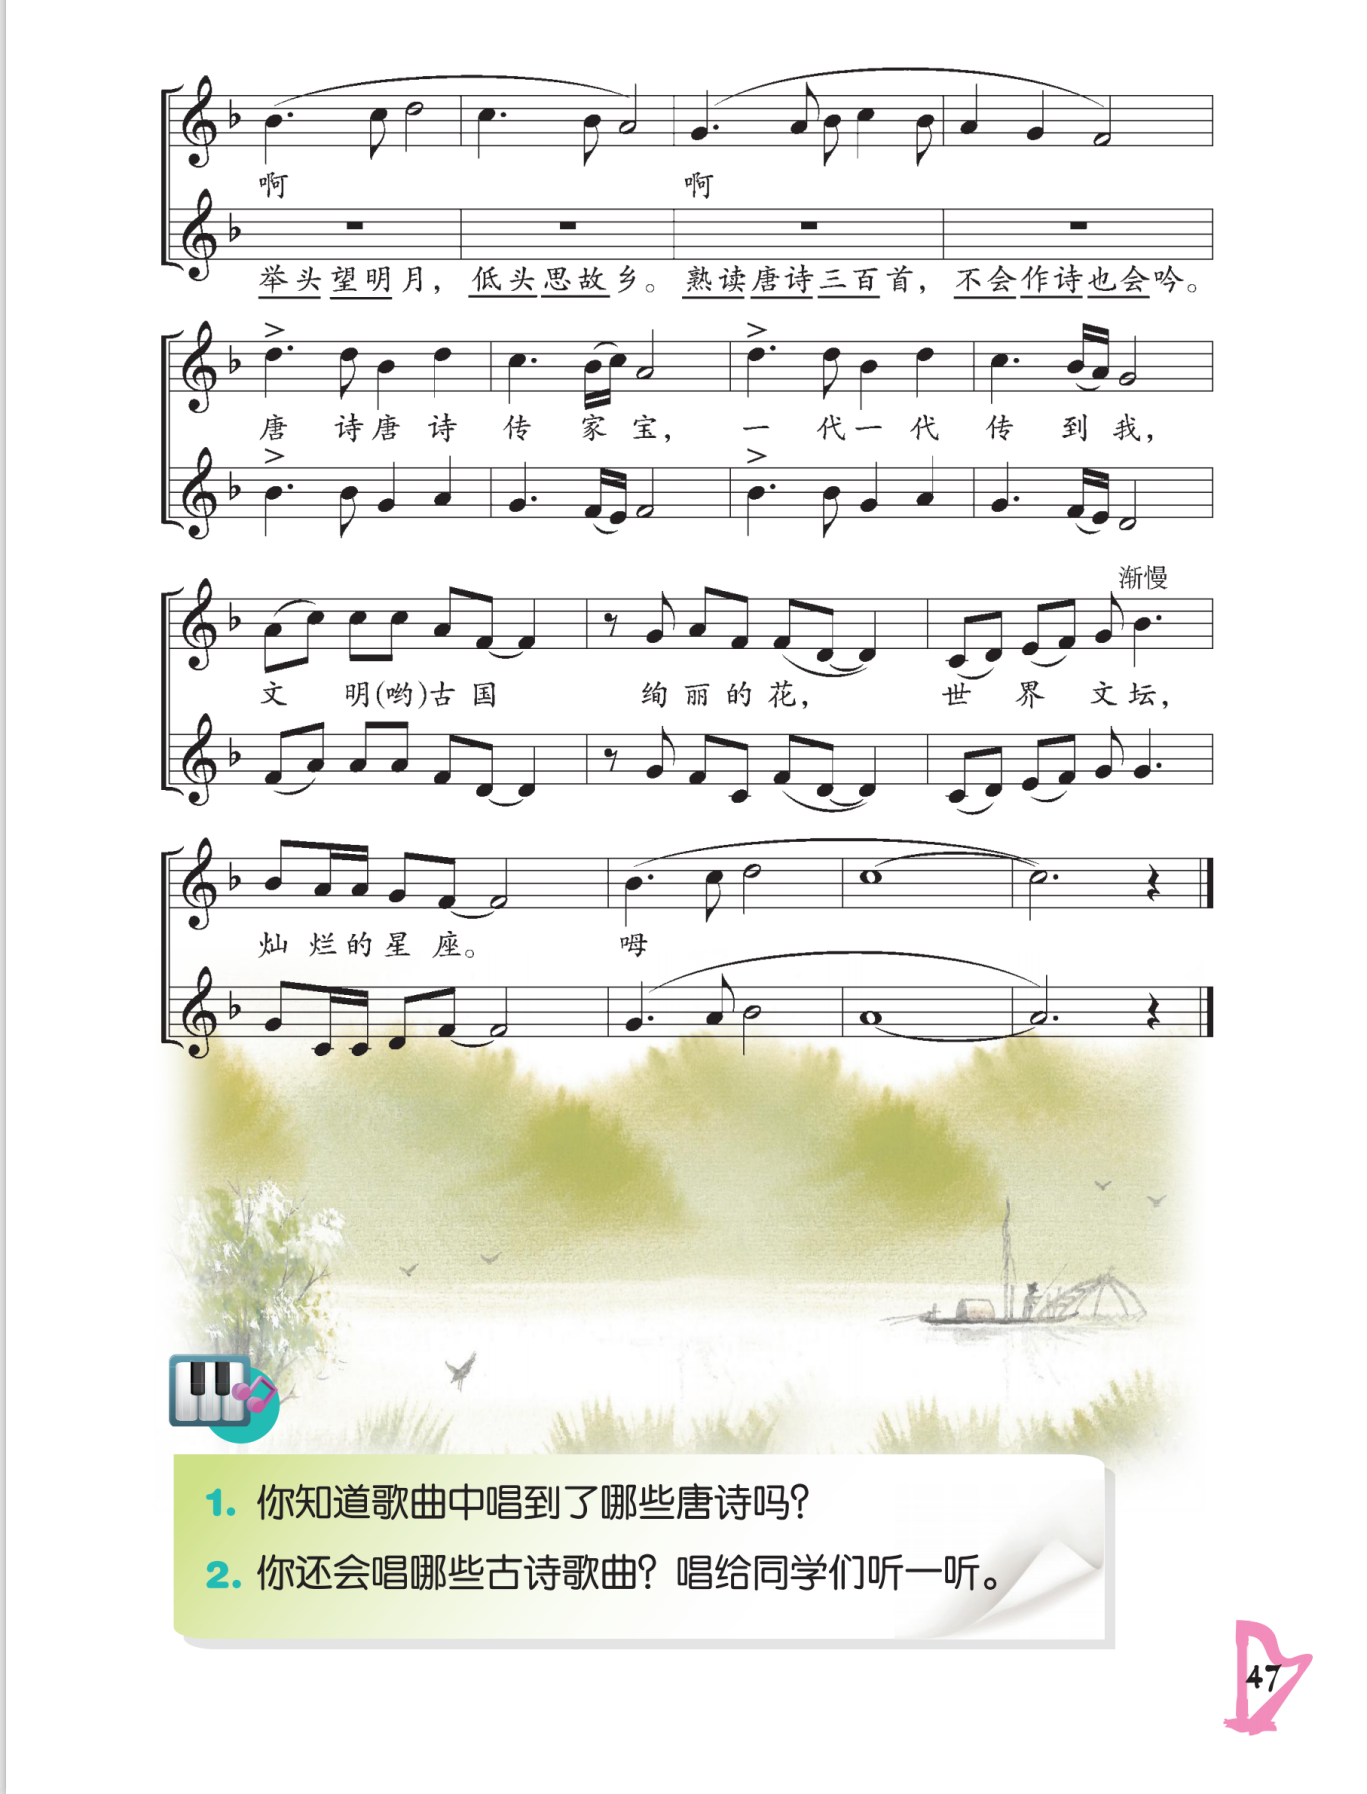 啊 啊
举头望明月，低头思故乡。熟读唐诗三百首，不会作诗也会吟。
唐 诗唐 诗 传 家 宝， 一 代一 代 传 到 我，
渐慢
文 明(哟)古 国 绚 丽 的 花， 世 界 文 坛，
灿 烂 的 星 座。 呣
1. 你知道歌曲中唱到了哪些唐诗吗？
2. 你还会唱哪些古诗歌曲？唱给同学们听一听。
47